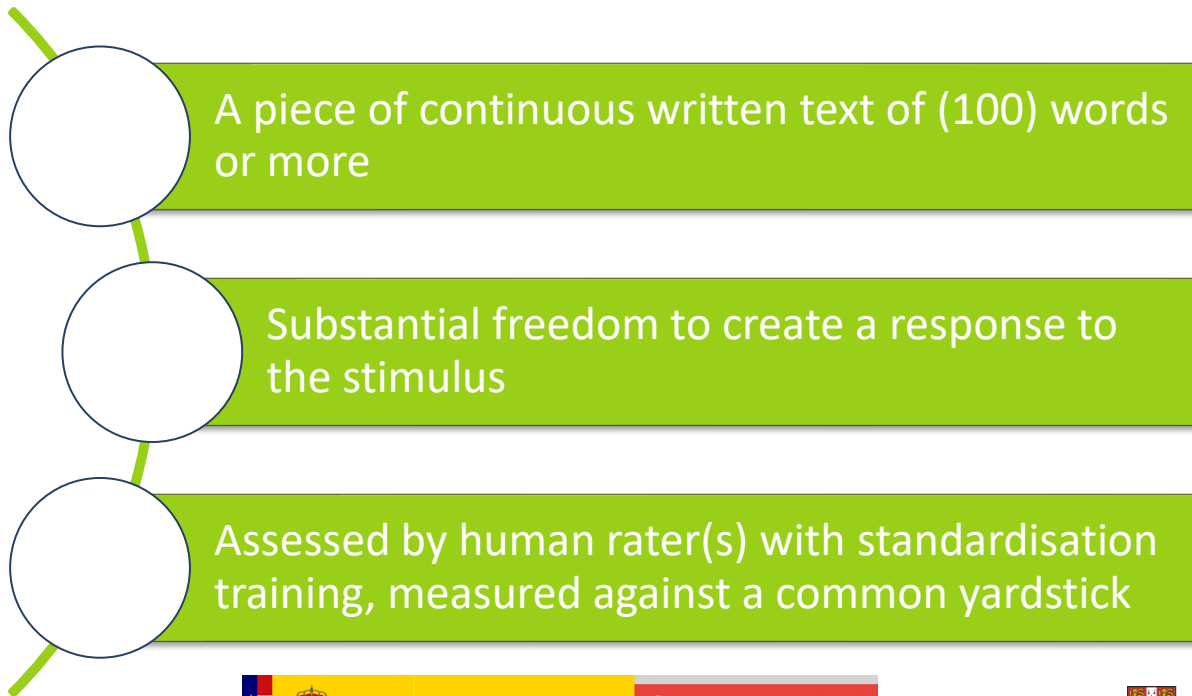 A piece of continuous written text of (100) words
or more
Substantial freedom to create a response to
the stimulus
Assessed by human rater(s) with standardisation
training, measured against a common yardstick